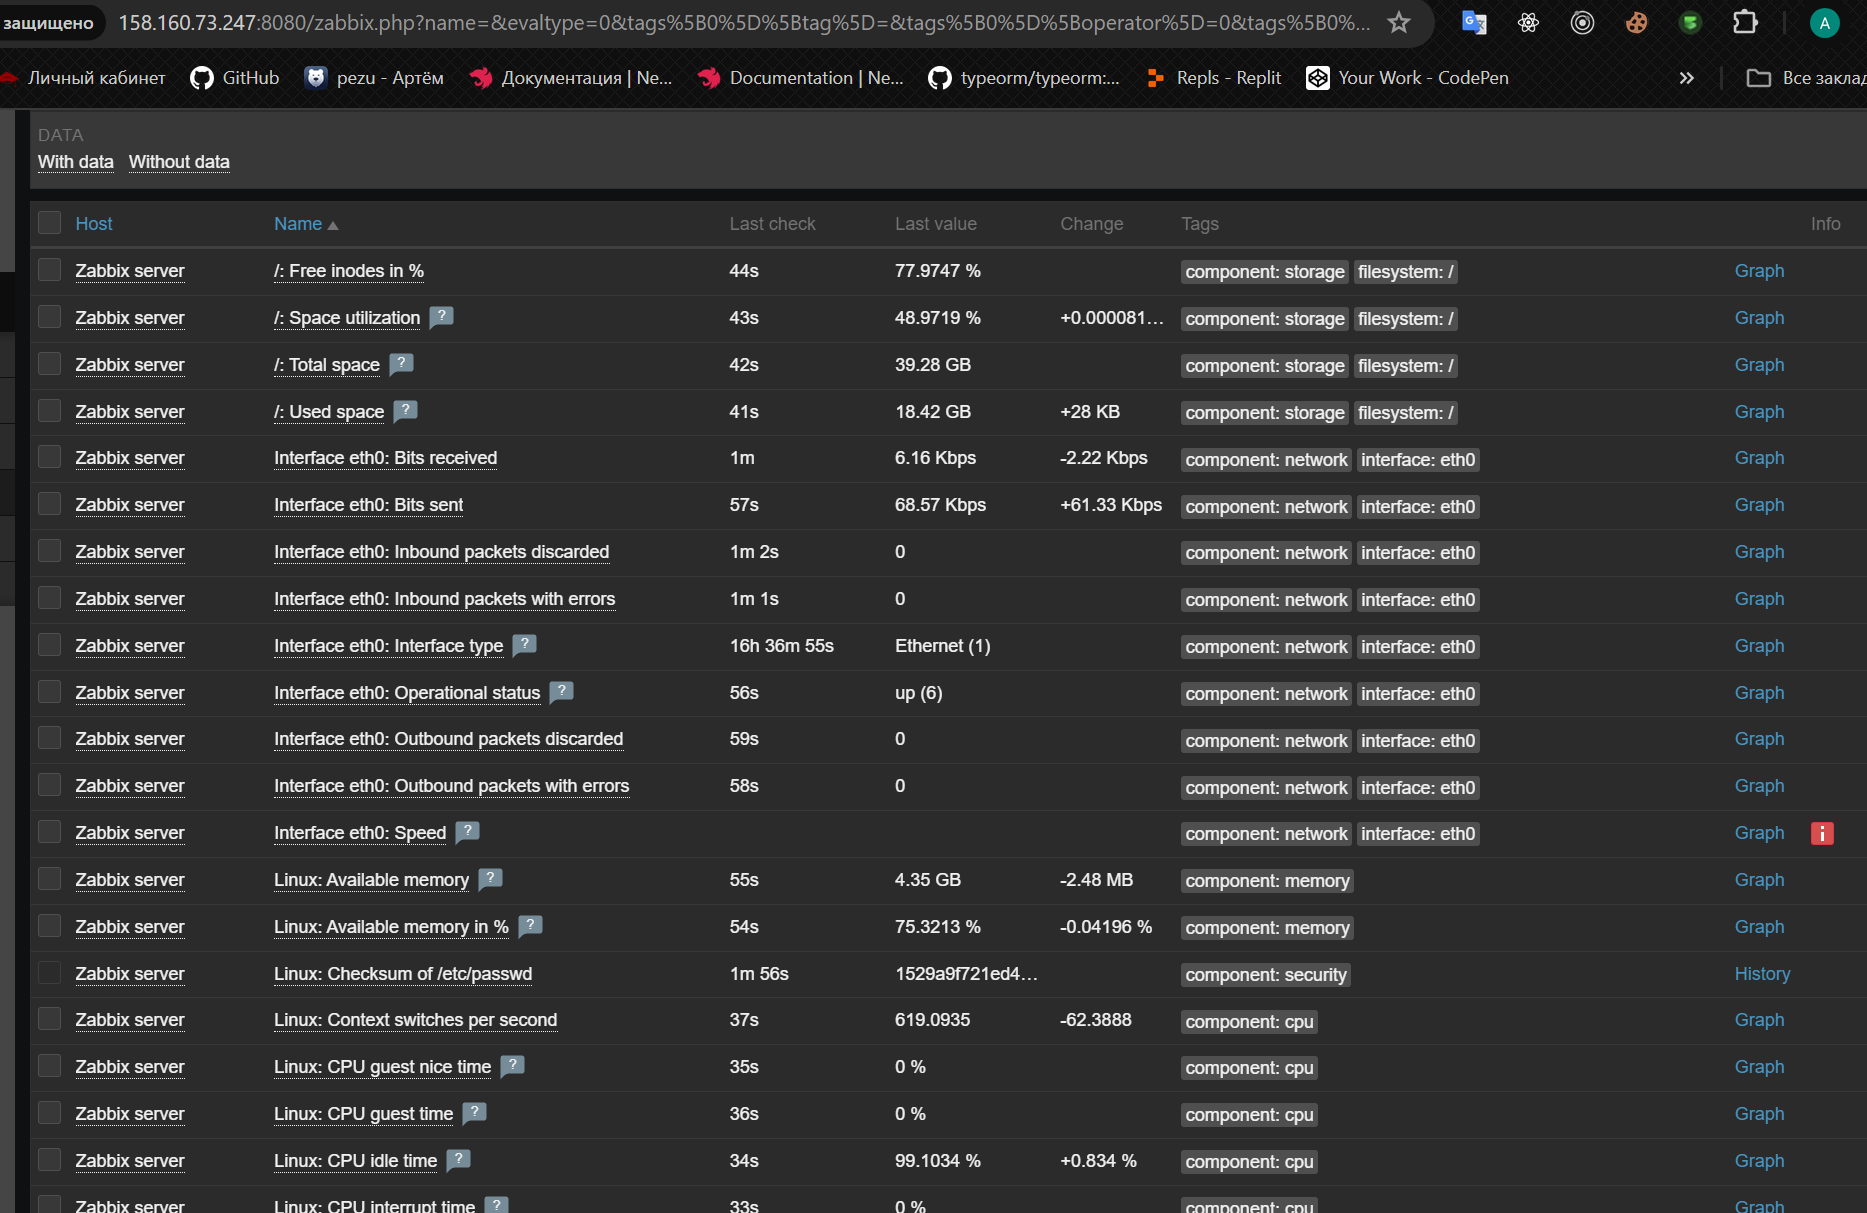 защищено 158.160.73.247:8080/zabbix.php?name=&evaltype=0&tags%5B0%5D%5Btag%5D=&tags%5B0%5D%5Boperator%5D=0&tags%5B0%... A
Личный кабинет GitHub pezu - Артём Документация | Ne... Documentation | Ne... typeorm/typeorm:... Repls - Replit Your Work - CodePen » Все заклад
DATA
With data Without data
Host Name ▲ Last check Last value Change Tags Info
Zabbix server /: Free inodes in % 44s 77.9747 % component: storage filesystem: / Graph
Zabbix server /: Space utilization ? 43s 48.9719 % +0.000081... component: storage filesystem: / Graph
Zabbix server /: Total space ? 42s 39.28 GB component: storage filesystem: / Graph
Zabbix server /: Used space ? 41s 18.42 GB +28 KB component: storage filesystem: / Graph
Zabbix server Interface eth0: Bits received 1m 6.16 Kbps -2.22 Kbps component: network interface: eth0 Graph
Zabbix server Interface eth0: Bits sent 57s 68.57 Kbps +61.33 Kbps component: network interface: eth0 Graph
Zabbix server Interface eth0: Inbound packets discarded 1m 2s 0 component: network interface: eth0 Graph
Zabbix server Interface eth0: Inbound packets with errors 1m 1s 0 component: network interface: eth0 Graph
Zabbix server Interface eth0: Interface type ? 16h 36m 55s Ethernet (1) component: network interface: eth0 Graph
Zabbix server Interface eth0: Operational status ? 56s up (6) component: network interface: eth0 Graph
Zabbix server Interface eth0: Outbound packets discarded 59s 0 component: network interface: eth0 Graph
Zabbix server Interface eth0: Outbound packets with errors 58s 0 component: network interface: eth0 Graph
Zabbix server Interface eth0: Speed ? component: network interface: eth0 Graph i
Zabbix server Linux: Available memory ? 55s 4.35 GB -2.48 MB component: memory Graph
Zabbix server Linux: Available memory in % ? 54s 75.3213 % -0.04196 % component: memory Graph
Zabbix server Linux: Checksum of /etc/passwd 1m 56s 1529a9f721ed4... component: security History
Zabbix server Linux: Context switches per second 37s 619.0935 -62.3888 component: cpu Graph
Zabbix server Linux: CPU guest nice time ? 35s 0 % component: cpu Graph
Zabbix server Linux: CPU guest time ? 36s 0 % component: cpu Graph
Zabbix server Linux: CPU idle time ? 34s 99.1034 % +0.834 % component: cpu Graph
Zabbix server Linux: CPU interrupt time ? 33s 0 % component: cpu Graph